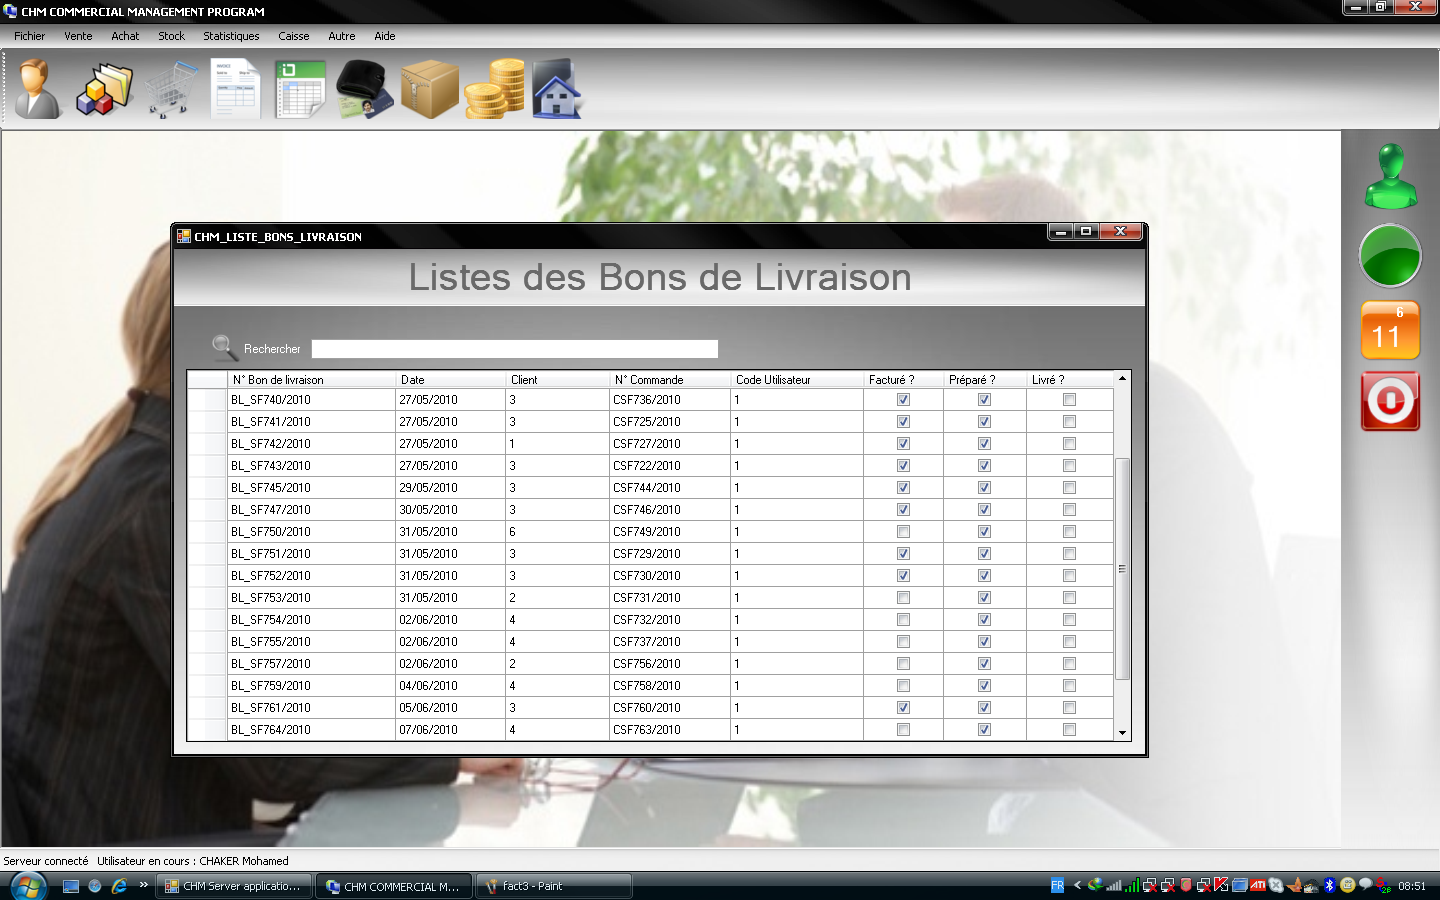 CHM COMMERCIAL MANAGEMENT PROGRAM
Fichier Vente Achat Stock Statistiques Caisse Autre Aide
INVOICE
6
11
CHM_LISTE_BONS_LIVRAISON
Listes des Bons de Livraison
Rechercher
N° Bon de livraison Date Client N° Commande Code Utilisateur Facturé ? Préparé ? Livré ?
BL_SF740/2010 27/05/2010 3 CSF736/2010 1
BL_SF741/2010 27/05/2010 3 CSF725/2010 1
BL_SF742/2010 27/05/2010 1 CSF727/2010 1
BL_SF743/2010 27/05/2010 3 CSF722/2010 1
BL_SF745/2010 29/05/2010 3 CSF744/2010 1
BL_SF747/2010 30/05/2010 3 CSF746/2010 1
BL_SF750/2010 31/05/2010 6 CSF749/2010 1
BL_SF751/2010 31/05/2010 3 CSF729/2010 1
BL_SF752/2010 31/05/2010 3 CSF730/2010 1
BL_SF753/2010 31/05/2010 2 CSF731/2010 1
BL_SF754/2010 02/06/2010 4 CSF732/2010 1
BL_SF755/2010 02/06/2010 4 CSF737/2010 1
BL_SF757/2010 02/06/2010 2 CSF756/2010 1
BL_SF759/2010 04/06/2010 4 CSF758/2010 1
BL_SF761/2010 05/06/2010 3 CSF760/2010 1
BL_SF764/2010 07/06/2010 4 CSF763/2010 1
Serveur connecté Utilisateur en cours : CHAKER Mohamed
CHM Server applicatio... CHM COMMERCIAL M... fact3 - Paint FR ATI 08:51